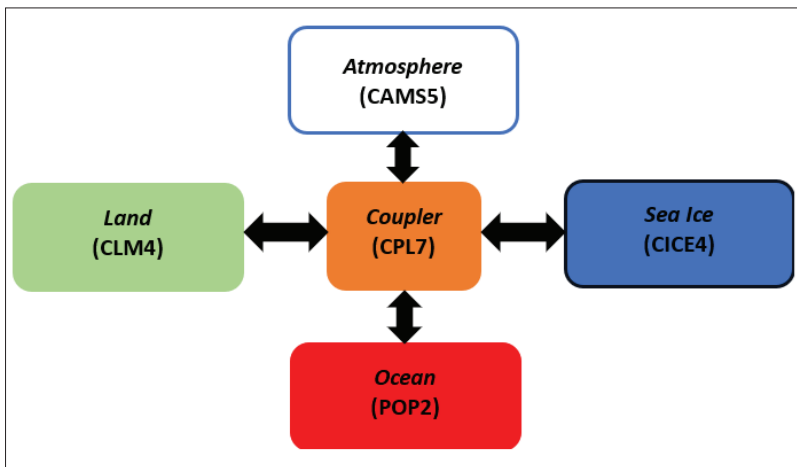 Atmosphere
(CAMS5)
Land
(CLM4)
Coupler
(CPL7)
Sea Ice
(CICE4)
Ocean
(POP2)